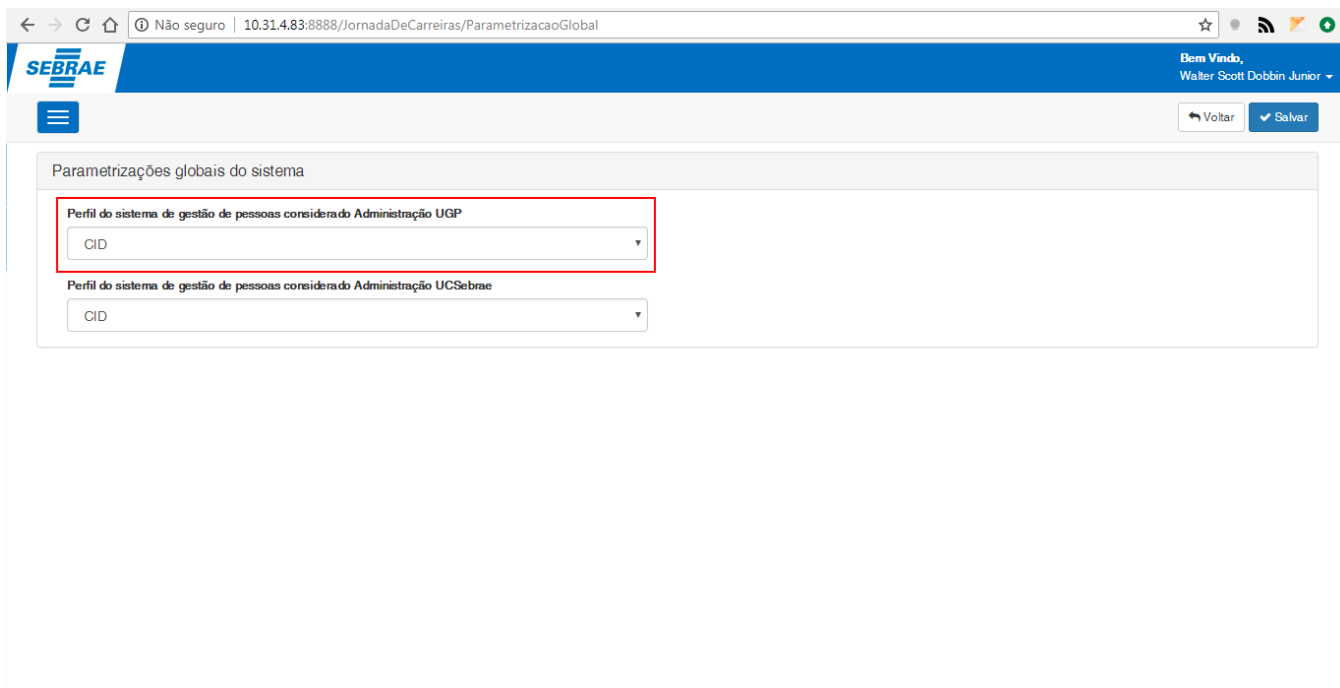 Não seguro | 10.31.4.83:8888/JornadaDeCarreiras/ParametrizacaoGlobal
SEBRAE
Bem Vindo,
Walter Scott Dobbin Junior
Voltar
Salvar
Parametrizações globais do sistema
Perfil do sistema de gestão de pessoas considerado Administração UGP
CID
Perfil do sistema de gestão de pessoas considerado Administração UCSebrae
CID